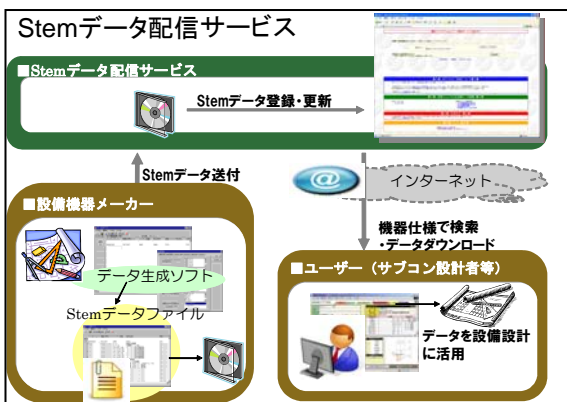 Stemデータ配信サービス
■Stemデータ配信サービス
Stemデータ登録・更新
Stemデータ送付
インターネット
■設備機器メーカー
機器仕様で検索
・データダウンロード
データ生成ソフト
■ユーザー（サブコン設計者等）
Stemデータファイル
データを設備設計
に活用